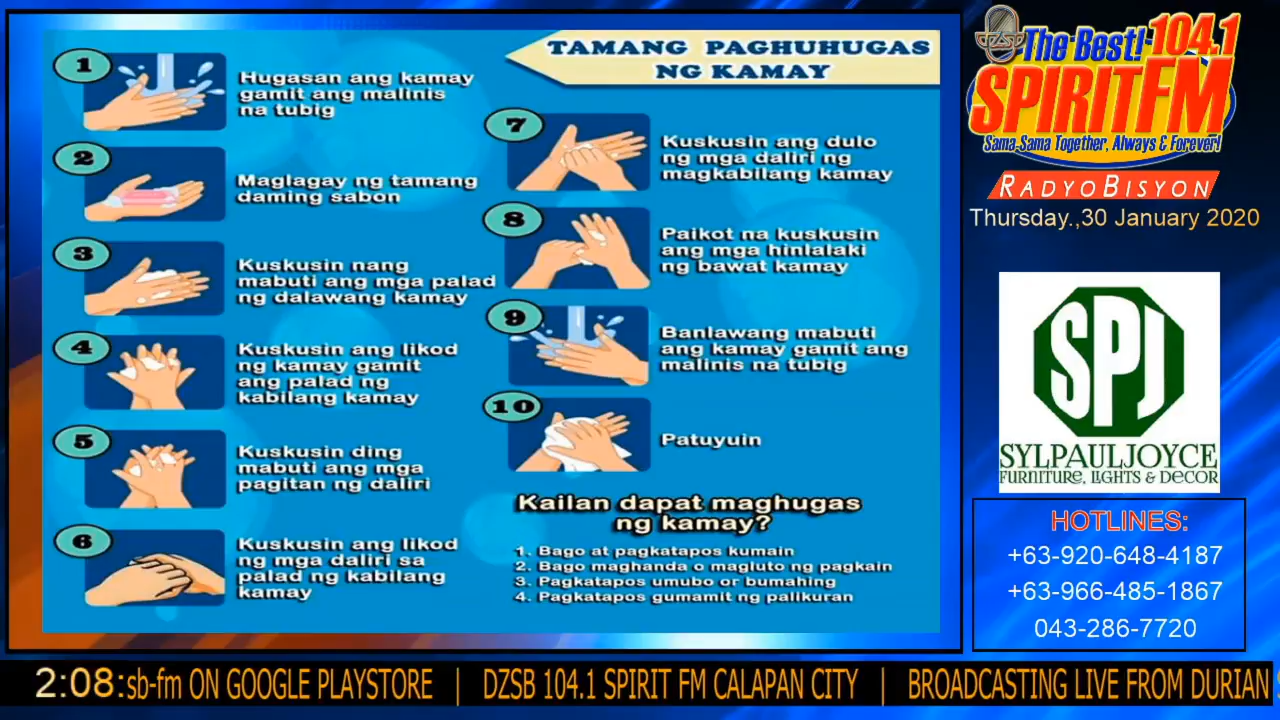 TAMANG PAGHUHUGAS
NG KAMAY
1
Hugasan ang kamay
gamit ang malinis
na tubig
2
Maglagay ng tamang
daming sabon
3
Kuskusin nang
mabuti ang mga palad
ng dalawang kamay
4
Kuskusin ang likod
ng kamay gamit
ang palad ng
kabilang kamay
5
Kuskusin ding
mabuti ang mga
pagitan ng daliri
6
Kuskusin ang likod
ng mga daliri sa
palad ng kabilang
kamay
7
Kuskusin ang dulo
ng mga daliri ng
magkabilang kamay
8
Paikot na kuskusin
ang mga hinlalaki
ng bawat kamay
9
Banlawang mabuti
ang kamay gamit ang
malinis na tubig
10
Patuyuin
Kailan dapat maghugas
ng kamay?
1. Bago at pagkatapos kumain
2. Bago maghanda o magluto ng pagkain
3. Pagkatapos umubo or bumahing
4. Pagkatapos gumamit ng palikuran
The Best! 104.1
SPIRIT FM
Sama-Sama Together, Always & Forever!
RADYOBISYON
Thursday.,30 January 2020
SPJ
SYLPAULJOYCE
FURNITURE, LIGHTS & DECOR
HOTLINES:
+63-920-648-4187
+63-966-485-1867
043-286-7720
2:08:sb-fm ON GOOGLE PLAYSTORE | DZSB 104.1 SPIRIT FM CALAPAN CITY | BROADCASTING LIVE FROM DURIAN